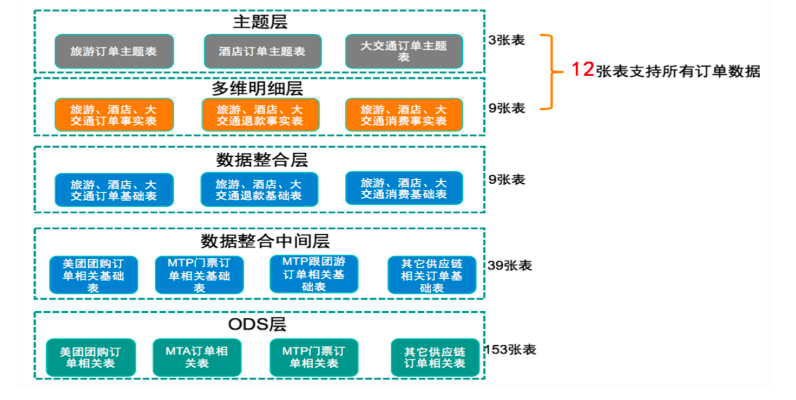 主题层
旅游订单主题表
酒店订单主题表
大交通订单主题
表
3张表
12张表支持所有订单数据
多维明细层
旅游、酒店、大
交通订单事实表
旅游、酒店、大
交通退款事实表
旅游、酒店、大
交通消费事实表
9张表
数据整合层
旅游、酒店、大
交通订单基础表
旅游、酒店、大
交通退款基础表
旅游、酒店、大
交通消费基础表
9张表
数据整合中间层
美团团购订
单相关基础
表
MTP门票订
单相关基础
表
MTP跟团游
订单相关基
础表
其它供应链
相关订单基
础表
39张表
ODS层
美团团购订
单相关表
MTA订单相
关表
MTP门票订
单相关表
其它供应链
订单相关表
153张表